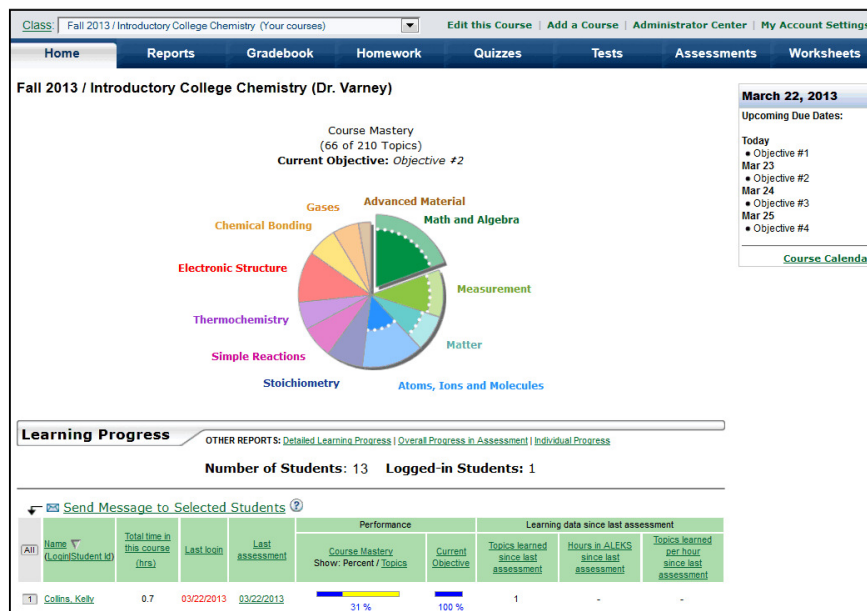 Class: Fall 2013 / Introductory College Chemistry (Your courses)
Edit this Course | Add a Course | Administrator Center | My Account Settings
Home Reports Gradebook Homework Quizzes Tests Assessments Worksheets
Fall 2013 / Introductory College Chemistry (Dr. Varney)
March 22, 2013
Upcoming Due Dates:
Today
• Objective #1
Mar 23
• Objective #2
Mar 24
• Objective #3
Mar 25
• Objective #4
Course Calenda
Course Mastery
(66 of 210 Topics)
Current Objective: Objective #2
Advanced Material
Gases
Math and Algebra
Chemical Bonding
Electronic Structure
Measurement
Thermochemistry
Matter
Simple Reactions
Stoichiometry
Atoms, Ions and Molecules
Learning Progress
OTHER REPORTS: Detailed Learning Progress | Overall Progress in Assessment | Individual Progress
Number of Students: 13 Logged-in Students: 1
Send Message to Selected Students ?
All
Name
(Login|Student Id)
Total time in
this course
(hrs)
Last login
Last
assessment
Performance
Course Mastery
Show: Percent / Topics
Current
Objective
Learning data since last assessment
Topics learned
since last
assessment
Hours in ALEKS
since last
assessment
Topics learned
per hour
since last
assessment
1 Collins, Kelly 0.7 03/22/2013 03/22/2013 31 % 100 % 1 - -